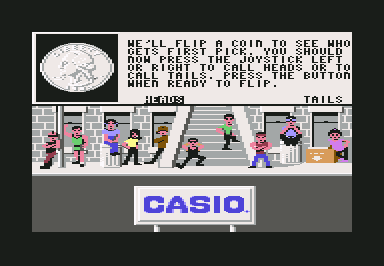 WE'LL FLIP A COIN TO SEE WHO
GETS FIRST PICK. YOU SHOULD
NOW PRESS THE JOYSTICK LEFT
OR RIGHT TO CALL HEADS OR TO
CALL TAILS. PRESS THE BUTTON
WHEN READY TO FLIP.
HEADS TAILS
CASIO.